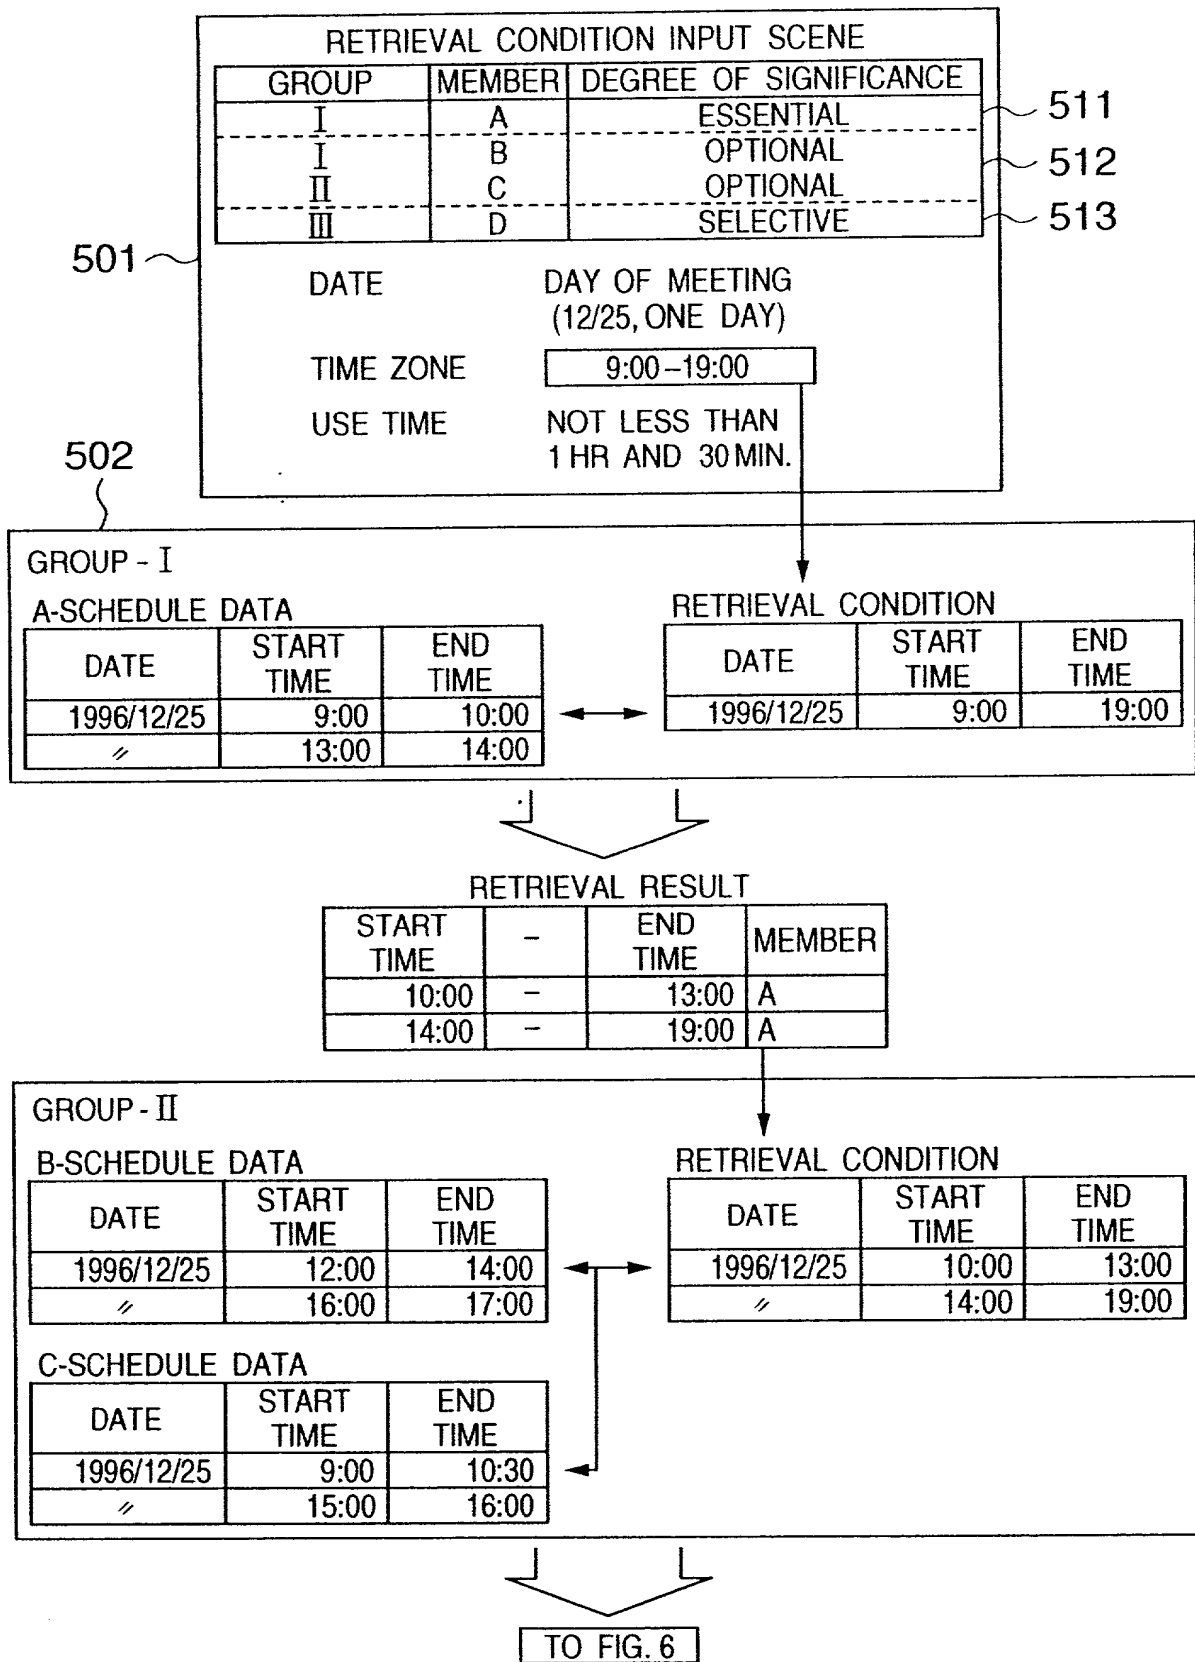 RETRIEVAL CONDITION INPUT SCENE
GROUP MEMBER DEGREE OF SIGNIFICANCE
I A ESSENTIAL 511
I B OPTIONAL 512
II C OPTIONAL
III D SELECTIVE 513
501
DATE DAY OF MEETING
(12/25, ONE DAY)
TIME ZONE 9:00–19:00
USE TIME NOT LESS THAN
1 HR AND 30 MIN.
502
GROUP - I
A-SCHEDULE DATA
DATE START TIME END TIME
1996/12/25 9:00 10:00
〃 13:00 14:00
RETRIEVAL CONDITION
DATE START TIME END TIME
1996/12/25 9:00 19:00
RETRIEVAL RESULT
START TIME – END TIME MEMBER
10:00 – 13:00 A
14:00 – 19:00 A
GROUP - II
B-SCHEDULE DATA
DATE START TIME END TIME
1996/12/25 12:00 14:00
〃 16:00 17:00
RETRIEVAL CONDITION
DATE START TIME END TIME
1996/12/25 10:00 13:00
〃 14:00 19:00
C-SCHEDULE DATA
DATE START TIME END TIME
1996/12/25 9:00 10:30
〃 15:00 16:00
TO FIG. 6